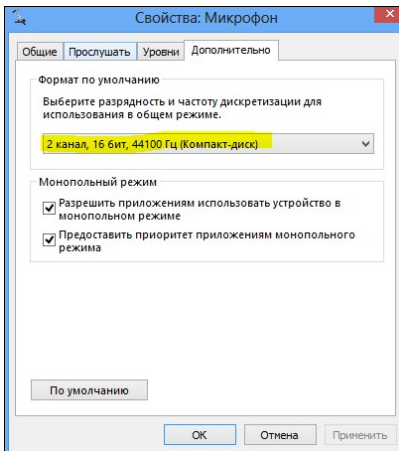 Свойства: Микрофон
Общие Прослушать Уровни Дополнительно
Формат по умолчанию
Выберите разрядность и частоту дискретизации для
использования в общем режиме.
2 канал, 16 бит, 44100 Гц (Компакт-диск)
Монопольный режим
Разрешить приложениям использовать устройство в
монопольном режиме
Предоставить приоритет приложениям монопольного
режима
По умолчанию
ОК Отмена Применить